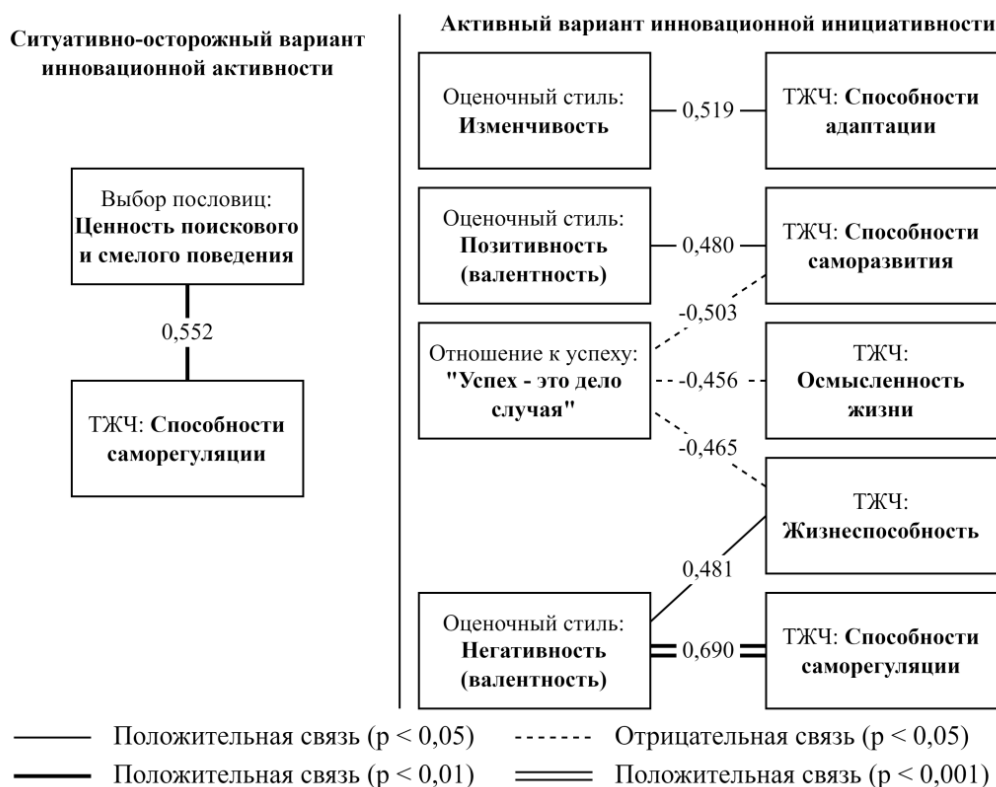 Ситуативно-осторожный вариант
инновационной активности
Выбор пословиц:
Ценность поискового
и смелого поведения
0,552
ТЖЧ: Способности
саморегуляции
Активный вариант инновационной инициативности
Оценочный стиль:
Изменчивость
0,519
ТЖЧ: Способности
адаптации
Оценочный стиль:
Позитивность
(валентность)
0,480
ТЖЧ: Способности
саморазвития
-0,503
Отношение к успеху:
"Успех - это дело
случая"
-0,456
ТЖЧ:
Осмысленность
жизни
-0,465
ТЖЧ:
Жизнеспособность
0,481
Оценочный стиль:
Негативность
(валентность)
0,690
ТЖЧ: Способности
саморегуляции
Положительная связь (p < 0,05)
Отрицательная связь (p < 0,05)
Положительная связь (p < 0,01)
Положительная связь (p < 0,001)